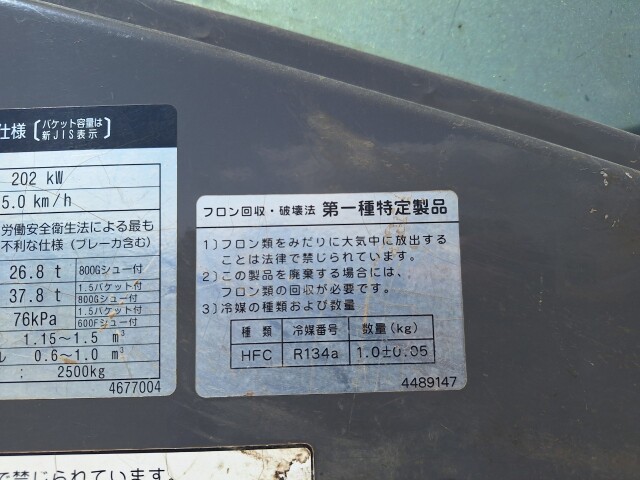 仕様 〔バケット容量は 新JIS表示〕
202 kW
5.0 km/h
労働安全衛生法による最も
不利な仕様（ブレーカ含む）
26.8 t 800Gシュー付
37.8 t 1.5バケット付 800Gシュー付
76kPa 1.5バケット付 600Fシュー付
1.15～1.5 m³
ル 0.6～1.0 m³
: 2500kg
4677004
フロン回収・破壊法 第一種特定製品
1）フロン類をみだりに大気中に放出する
ことは法律で禁じられています。
2）この製品を廃棄する場合には、
フロン類の回収が必要です。
3）冷媒の種類および数量
種 類 冷媒番号 数量（kg）
HFC R134a 1.0±0.05
4489147
で禁じられています。